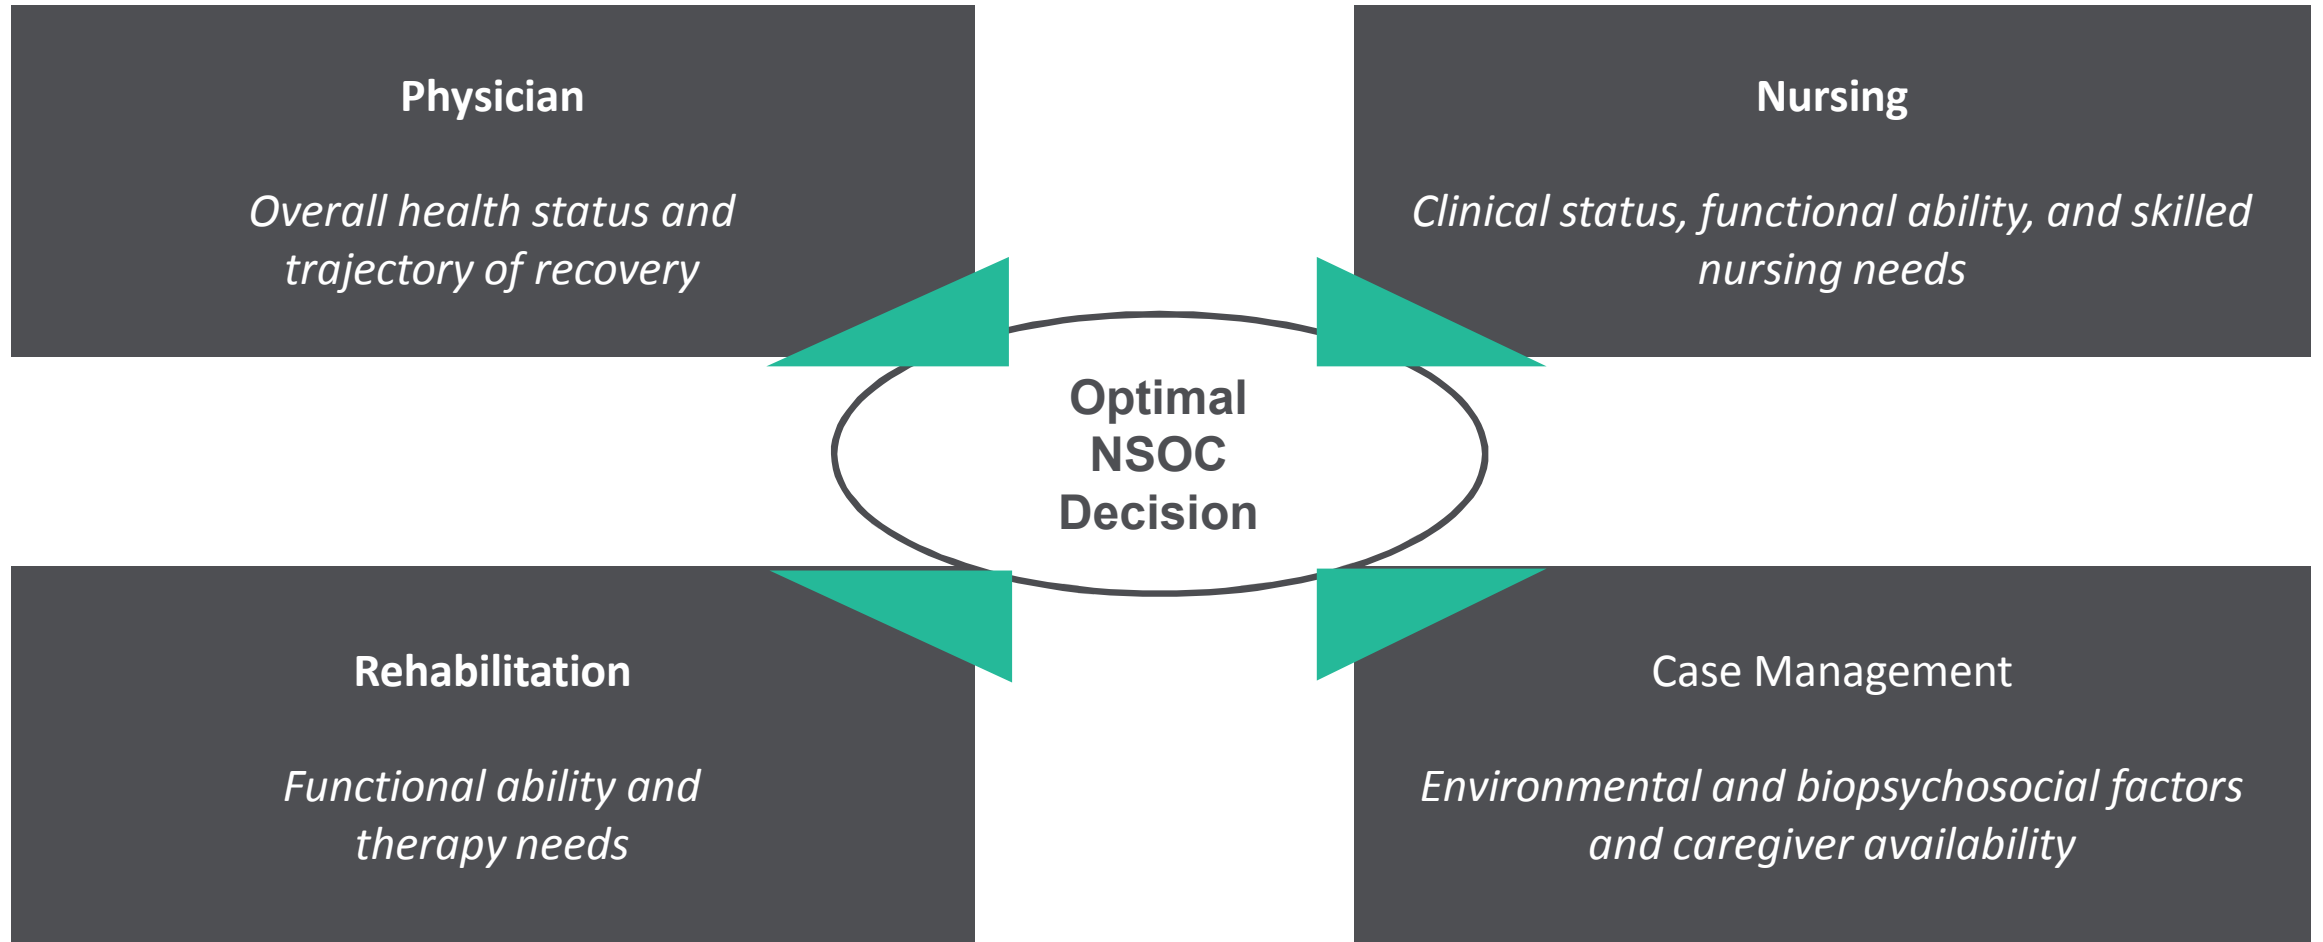 Physician
Overall health status and
trajectory of recovery
Nursing
Clinical status, functional ability, and skilled
nursing needs
Optimal
NSOC
Decision
Rehabilitation
Functional ability and
therapy needs
Case Management
Environmental and biopsychosocial factors
and caregiver availability